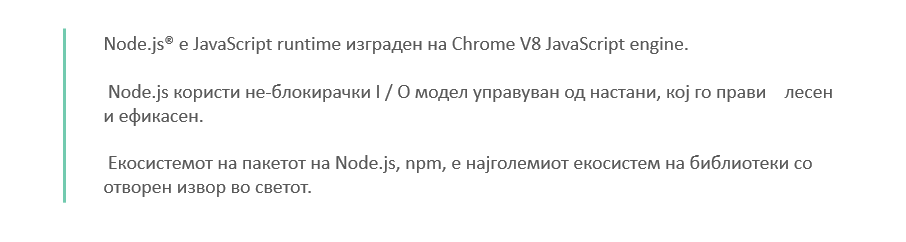 Node.js® е JavaScript runtime изграден на Chrome V8 JavaScript engine.
Node.js користи не-блокирачки I / O модел управуван од настани, кој го прави    лесен
и ефикасен.
Екосистемот на пакетот на Node.js, npm, е најголемиот екосистем на библиотеки со
отворен извор во светот.